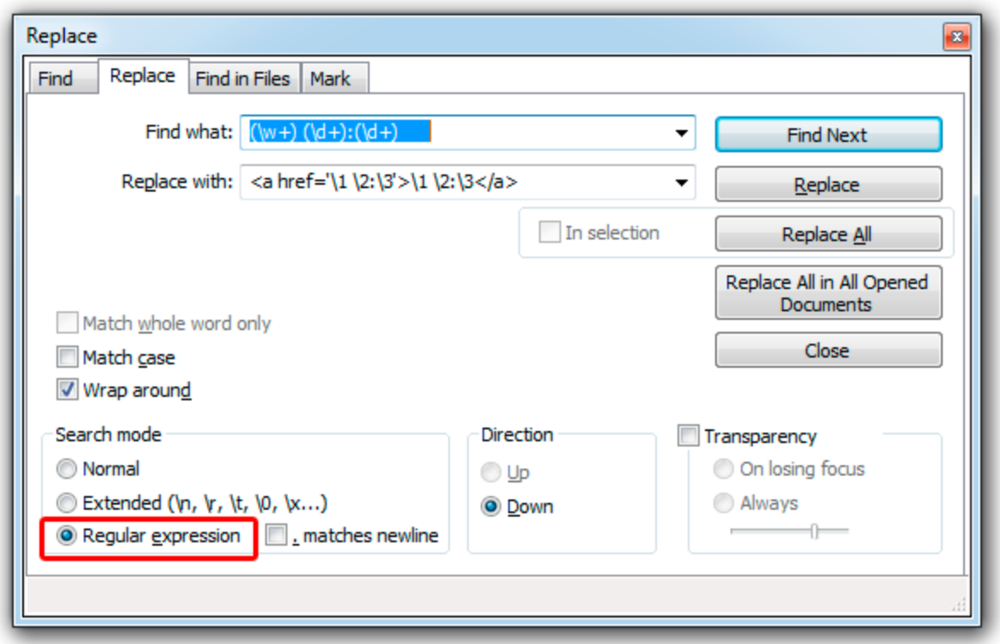 Replace
Find Replace Find in Files Mark
Find what: (\w+) (\d+):(\d+) Find Next
Replace with: <a href='\1 \2:\3'>\1 \2:\3</a> Replace
In selection Replace All
Replace All in All Opened
Documents
Match whole word only
Match case Close
Wrap around
Search mode Direction Transparency
Normal Up On losing focus
Extended (\n, \r, \t, \0, \x...) Down Always
Regular expression . matches newline